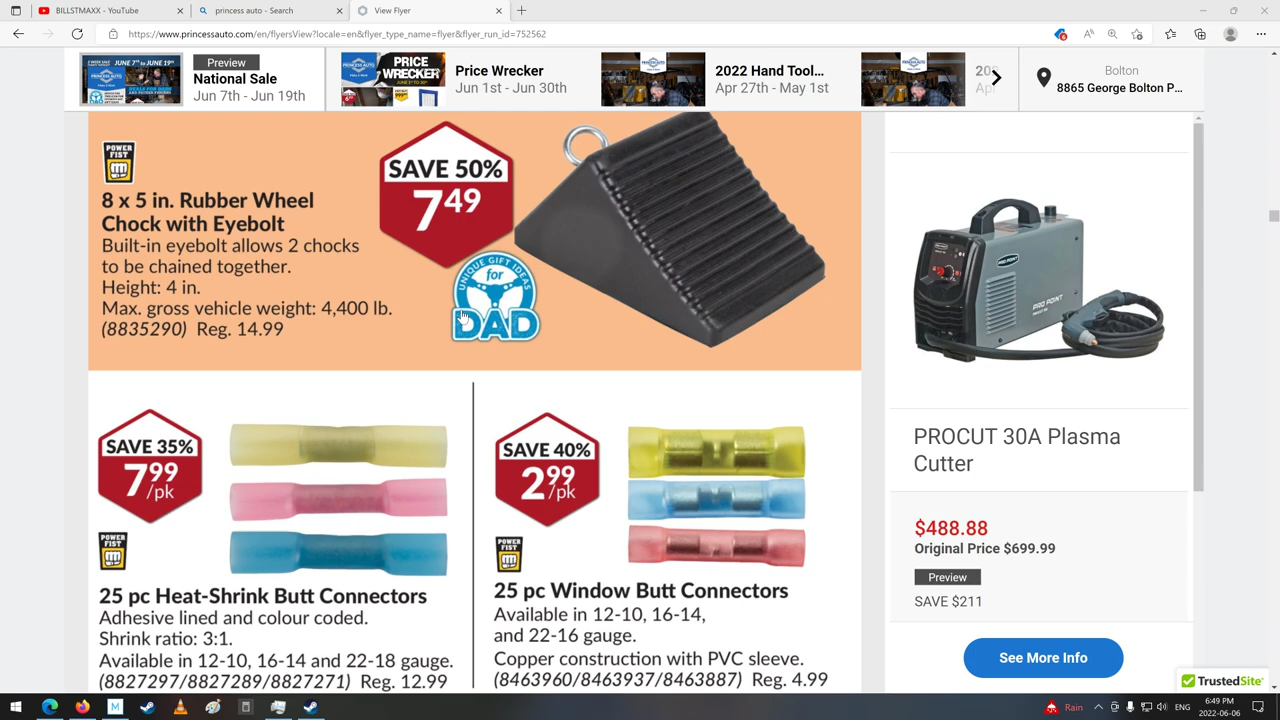 BILLSTMAXX - YouTube
princess auto - Search
View Flyer
https://www.princessauto.com/en/flyersView?locale=en&flyer_type_name=flyer&flyer_run_id=752562
Preview
National Sale
Jun 7th - Jun 19th
PRICE
WRECKER
Price Wrecker
Jun 1st - Jun 30th
2022 Hand Tool...
Apr 27th - May 1st
Bolton
8865 George Bolton P...
POWER
FIST
8 x 5 in. Rubber Wheel
Chock with Eyebolt
Built-in eyebolt allows 2 chocks
to be chained together.
Height: 4 in.
Max. gross vehicle weight: 4,400 lb.
(8835290) Reg. 14.99
SAVE 50%
7 49
UNIQUE GIFT IDEAS
for
DAD
SAVE 35%
7 99
/pk
POWER
FIST
25 pc Heat-Shrink Butt Connectors
Adhesive lined and colour coded.
Shrink ratio: 3:1.
Available in 12-10, 16-14 and 22-18 gauge.
(8827297/8827289/8827271) Reg. 12.99
SAVE 40%
2 99
/pk
POWER
FIST
25 pc Window Butt Connectors
Available in 12-10, 16-14,
and 22-16 gauge.
Copper construction with PVC sleeve.
(8463960/8463937/8463887) Reg. 4.99
PRO POINT
PROCUT 30A Plasma
Cutter
$488.88
Original Price $699.99
Preview
SAVE $211
See More Info
TrustedSite
Rain
ENG
6:49 PM
2022-06-06